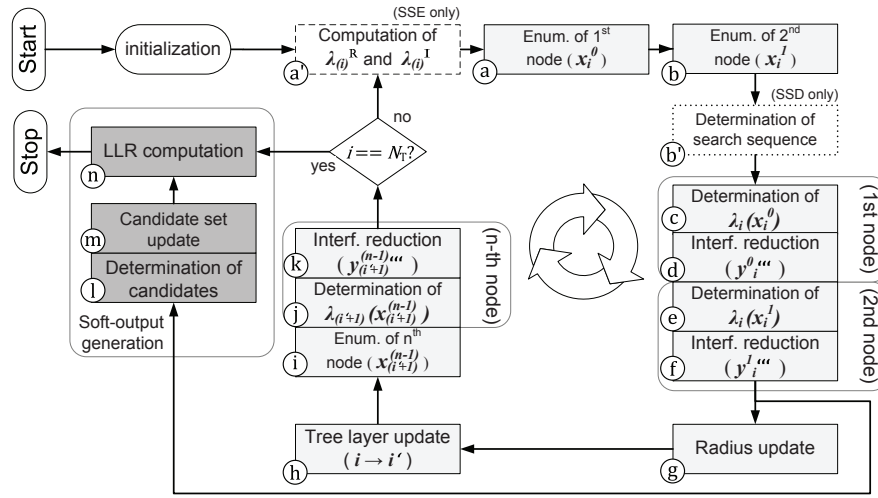 Start
initialization
(SSE only)
Computation of
λ(i)ᴿ and λ(i)ᴵ
a'
Enum. of 1st
node ( xᵢ⁰ )
a
Enum. of 2nd
node ( xᵢ¹ )
b
(SSD only)
Determination of
search sequence
b'
Determination of
λᵢ(xᵢ⁰)
c
Interf. reduction
( y⁰ᵢ‴ )
d
(1st node)
Determination of
λᵢ(xᵢ¹)
e
Interf. reduction
( y¹ᵢ‴ )
f
(2nd node)
Radius update
g
Tree layer update
( i → i‘ )
h
Enum. of nth
node ( x(i‘+1)(n-1) )
i
Determination of
λ(i‘+1)(x(i‘+1)(n-1))
j
Interf. reduction
( y(i‘+1)(n-1)‴ )
k
(n-th node)
i == N_T?
no
yes
Determination of
candidates
l
Candidate set
update
m
LLR computation
n
Soft-output
generation
Stop